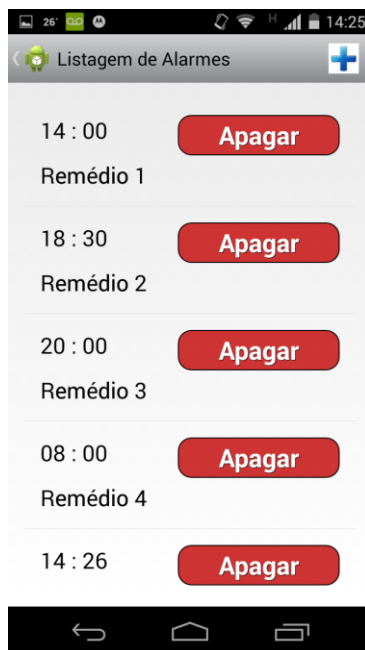 26°
H
14:25
Listagem de Alarmes
14 : 00
Apagar
Remédio 1
18 : 30
Apagar
Remédio 2
20 : 00
Apagar
Remédio 3
08 : 00
Apagar
Remédio 4
14 : 26
Apagar